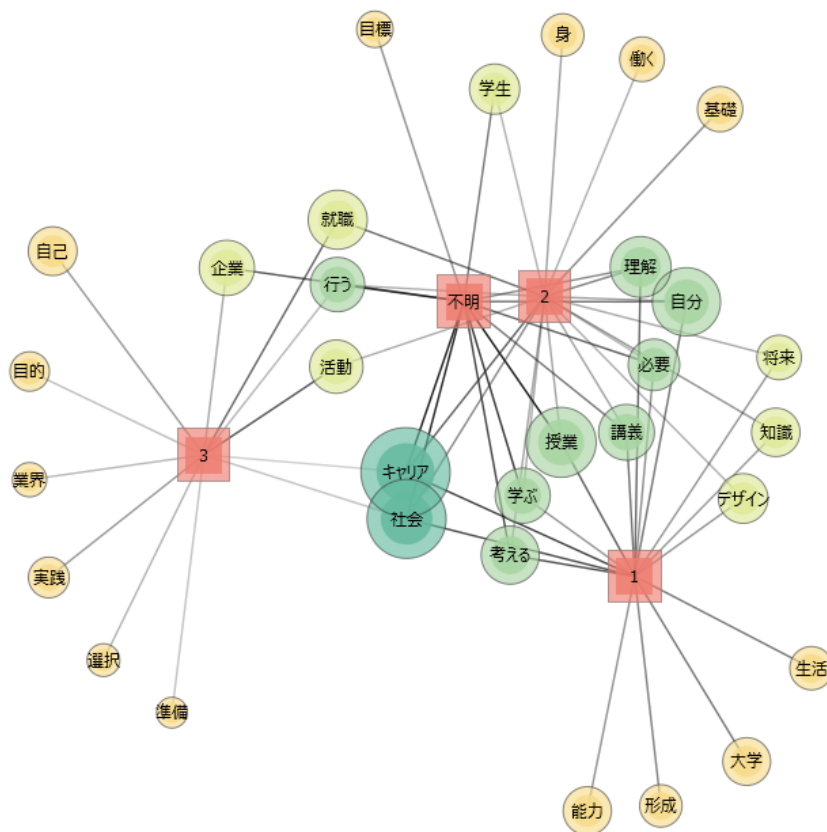 目標
身
働く
学生
基礎
就職
自己
企業
行う
不明
2
理解
自分
目的
活動
必要
将来
3
キャリア
授業
講義
知識
業界
学ぶ
デザイン
社会
考える
実践
1
選択
準備
生活
大学
能力
形成